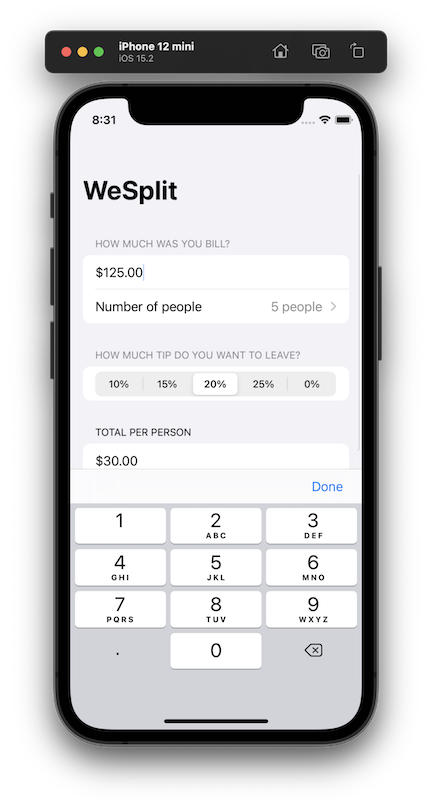 iPhone 12 mini
iOS 15.2
8:31
WeSplit
HOW MUCH WAS YOU BILL?
$125.00
Number of people 5 people
HOW MUCH TIP DO YOU WANT TO LEAVE?
10% 15% 20% 25% 0%
TOTAL PER PERSON
$30.00
Done
1 2 3
ABC DEF
4 5 6
GHI JKL MNO
7 8 9
PQRS TUV WXYZ
. 0